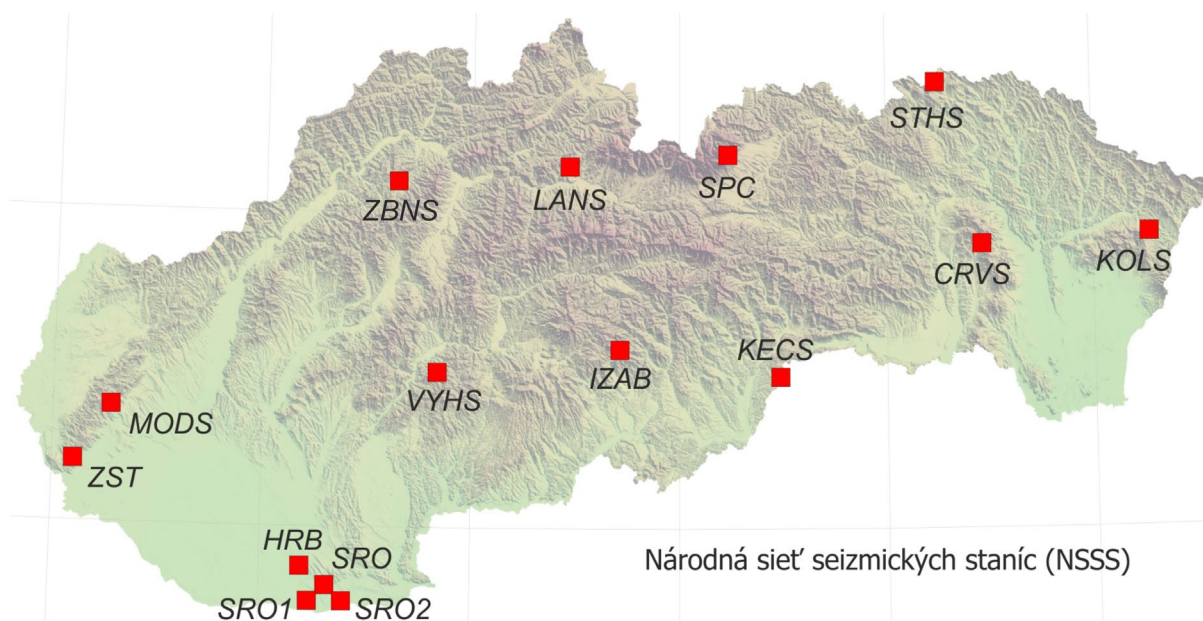 STHS
SPC
LANS
ZBNS
KOLS
CRVS
KECS
IZAB
VYHS
MODS
ZST
HRB
SRO
SRO1
SRO2
Národná sieť seizmických staníc (NSSS)